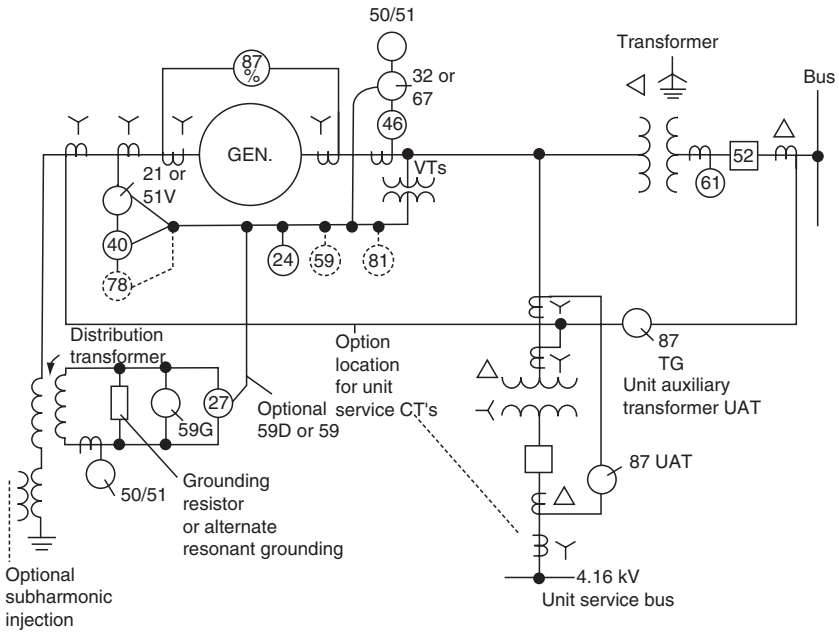 50/51
Transformer
Bus
87
%
32 or
67
46
GEN.
VTs
52
61
21 or
51V
40
78
24
59
81
Distribution
transformer
Option
location
for unit
service CT's
87
TG
Unit auxiliary
transformer UAT
59G
27
Optional
59D or 59
50/51
Grounding
resistor
or alternate
resonant grounding
87 UAT
Optional
subharmonic
injection
4.16 kV
Unit service bus